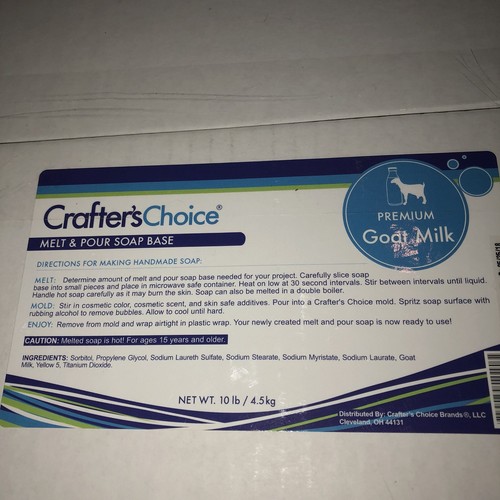 Crafter'sChoice®
MELT & POUR SOAP BASE
PREMIUM
Goat Milk
DIRECTIONS FOR MAKING HANDMADE SOAP:
MELT: Determine amount of melt and pour soap base needed for your project. Carefully slice soap
base into small pieces and place in microwave safe container. Heat on low at 30 second intervals. Stir between intervals until liquid.
Handle hot soap carefully as it may burn the skin. Soap can also be melted in a double boiler.
MOLD: Stir in cosmetic color, cosmetic scent, and skin safe additives. Pour into a Crafter's Choice mold. Spritz soap surface with
rubbing alcohol to remove bubbles. Allow to cool until hard.
ENJOY: Remove from mold and wrap airtight in plastic wrap. Your newly created melt and pour soap is now ready to use!
CAUTION: Melted soap is hot! For ages 15 years and older.
INGREDIENTS: Sorbitol, Propylene Glycol, Sodium Laureth Sulfate, Sodium Stearate, Sodium Myristate, Sodium Laurate, Goat
Milk, Yellow 5, Titanium Dioxide.
NET WT. 10 lb / 4.5kg
Distributed By: Crafter's Choice Brands®, LLC
Cleveland, OH 44131